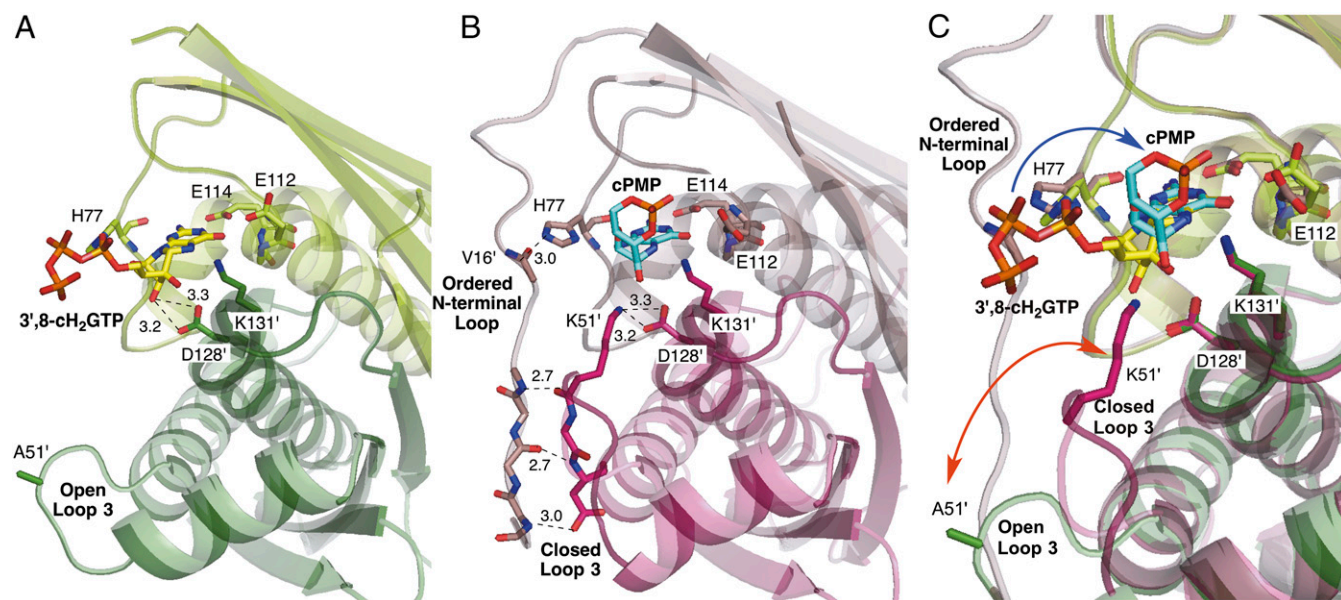 A
E114
E112
H77
3.3
3',8-cH2GTP
3.2
K131'
D128'
A51'
Open
Loop 3
B
cPMP
E114
H77
V16'
3.0
E112
Ordered
N-terminal
Loop
K51'
3.3
3.2
K131'
D128'
2.7
2.7
3.0
Closed
Loop 3
C
Ordered
N-terminal
Loop
cPMP
H77
E112
3',8-cH2GTP
K131'
D128'
K51'
Closed
Loop 3
A51'
Open
Loop 3